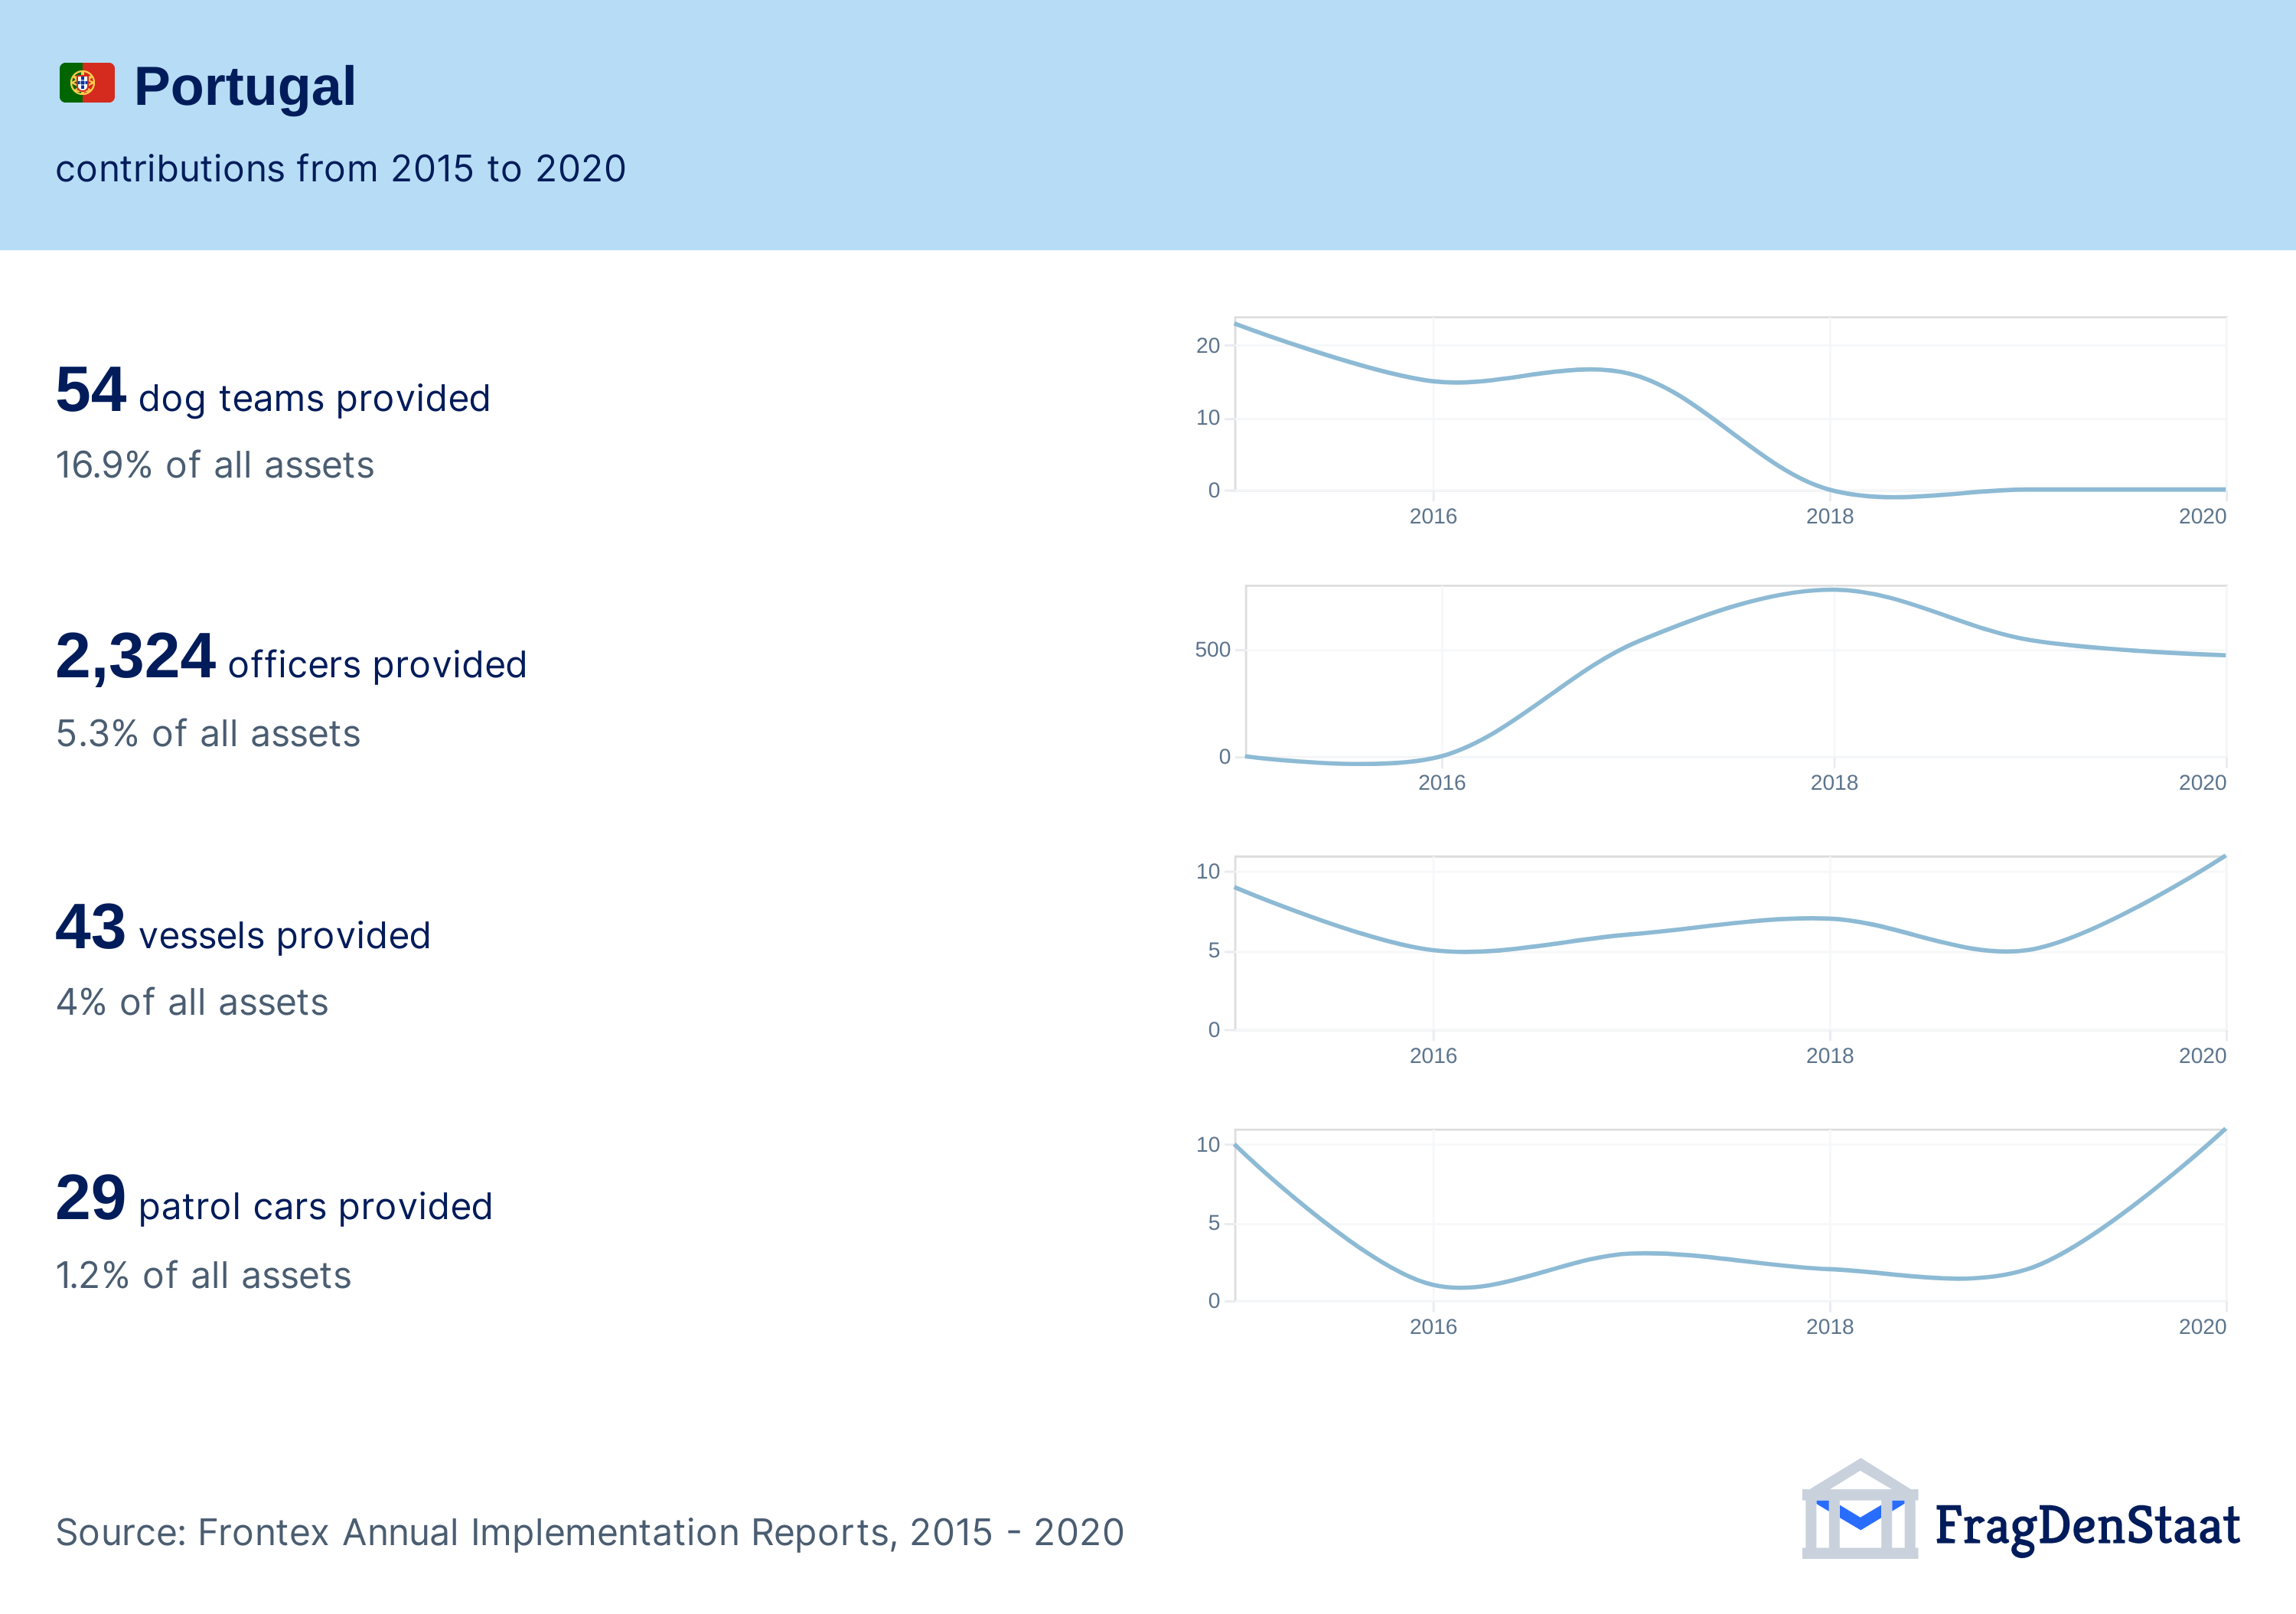 Portugal
contributions from 2015 to 2020
54 dog teams provided
16.9% of all assets
20
10
0
2016
2018
2020
2,324 officers provided
5.3% of all assets
500
0
2016
2018
2020
43 vessels provided
4% of all assets
10
5
0
2016
2018
2020
29 patrol cars provided
1.2% of all assets
10
5
0
2016
2018
2020
Source: Frontex Annual Implementation Reports, 2015 - 2020
FragDenStaat